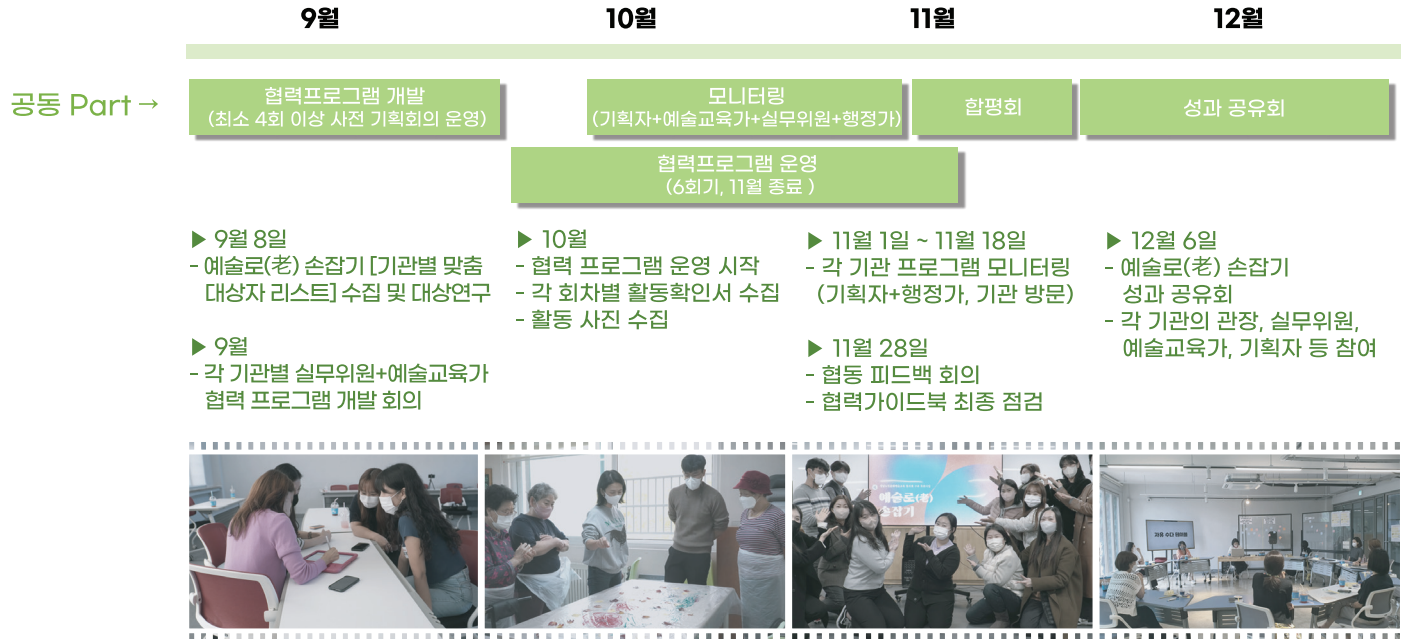 9월
10월
11월
12월
공동 Part →
협력프로그램 개발
(최소 4회 이상 사전 기획회의 운영)
모니터링
(기획자+예술교육가+실무위원+행정가)
합평회
성과 공유회
협력프로그램 운영
(6회기, 11월 종료 )
▶ 9월 8일
- 예술로(老) 손잡기 [기관별 맞춤
대상자 리스트] 수집 및 대상연구
▶ 9월
- 각 기관별 실무위원+예술교육가
협력 프로그램 개발 회의
▶ 10월
- 협력 프로그램 운영 시작
- 각 회차별 활동확인서 수집
- 활동 사진 수집
▶ 11월 1일 ~ 11월 18일
- 각 기관 프로그램 모니터링
(기획자+행정가, 기관 방문)
▶ 11월 28일
- 협동 피드백 회의
- 협력가이드북 최종 점검
▶ 12월 6일
- 예술로(老) 손잡기
성과 공유회
- 각 기관의 관장, 실무위원,
예술교육가, 기획자 등 참여
예술로(老)
손잡기